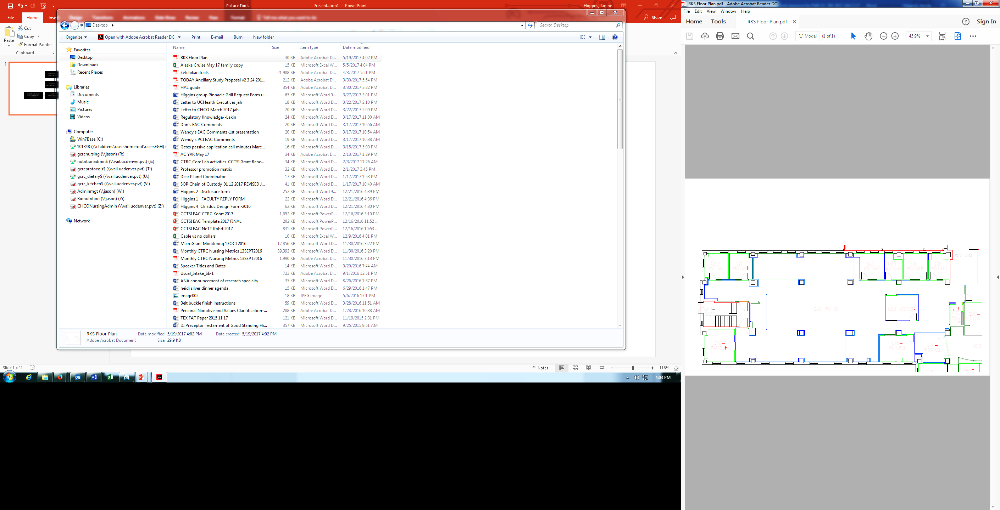 Picture Tools
Presentation1 - PowerPoint
Higgins, Janine
File
Home
Inse
Tell me what you want to do
Share
Paste
Cut
Copy
Format Painter
Clipboard
1
Desktop
Search Desktop
Organize
Open with Adobe Acrobat Reader DC
Print
E-mail
Burn
New folder
Favorites
Desktop
Downloads
Recent Places
Libraries
Documents
Music
Pictures
Videos
Computer
Win7Base (C:)
101348 (\\childrens\usershomeroot\usersFGH) (
gcrcnursing (\\jason) (R:)
nutritionadmin$ (\\vail.ucdenver.pvt) (S:)
gcrcprotocols$ (\\vail.ucdenver.pvt) (T:)
gcrc_dietary$ (\\vail.ucdenver.pvt) (U:)
gcrc_kitchen$ (\\vail.ucdenver.pvt) (V:)
Adminmgt (\\jason) (W:)
Bionutrition (\\jason) (Y:)
CHCONursingAdmin (\\vail.ucdenver.pvt) (Z:)
Network
Name Size Item type Date modified
RKS Floor Plan 30 KB Adobe Acrobat D... 5/19/2017 4:02 PM
Alaska Cruise May 17 family copy 15 KB Microsoft Excel W... 5/5/2017 4:04 PM
ketchikan trails 21,908 KB Adobe Acrobat D... 4/3/2017 5:51 PM
TODAY Ancillary Study Proposal v2 3 24 201... 212 KB Adobe Acrobat D... 3/30/2017 5:54 PM
HAL guide 354 KB Adobe Acrobat D... 3/30/2017 3:22 PM
HIggins group Pinnacle Grill Request Form u... 65 KB Microsoft Word 9... 3/27/2017 3:01 PM
Letter to UCHealth Executives jah 18 KB Microsoft Word D... 3/22/2017 2:10 PM
Letter to CHCO March 2017 jah 20 KB Microsoft Word D... 3/22/2017 2:09 PM
Regulatory Knowledge--Lakin 24 KB Microsoft Word D... 3/17/2017 11:00 AM
Don's EAC Comments 20 KB Microsoft Word D... 3/17/2017 10:56 AM
Wendy's EAC Comments-1st presentation 20 KB Microsoft Word D... 3/17/2017 10:54 AM
Wendy's PCI EAC Comments 19 KB Microsoft Word D... 3/17/2017 10:38 AM
Gates passive application call minutes Marc... 16 KB Microsoft Word D... 3/15/2017 5:09 PM
AC YVR May 17 34 KB Adobe Acrobat D... 2/13/2017 1:29 PM
CTRC Core Lab activities-CCTSI Grant Rene... 34 KB Microsoft Word D... 2/3/2017 11:26 AM
Professor promotion matrix 32 KB Microsoft Word D... 2/1/2017 3:45 PM
Dear PI and Coordinator 17 KB Microsoft Word D... 1/17/2017 1:53 PM
SOP Chain of Custody_01 12 2017 REVISED J... 41 KB Microsoft Word D... 1/17/2017 10:40 AM
Higgins 2 Disclosure form 252 KB Microsoft Word 9... 12/21/2016 4:39 PM
Higgins 1 FACULTY REPLY FORM 22 KB Microsoft Word D... 12/21/2016 4:36 PM
HIggins 4 CE Educ Design Form-2016 62 KB Microsoft Word D... 12/21/2016 4:30 PM
CCTSI EAC CTRC Kohrt 2017 1,652 KB Microsoft PowerP... 12/16/2016 3:10 PM
CCTSI EAC Template 2017 FINAL 202 KB Microsoft PowerP... 12/16/2016 11:52 ...
CCTSI EAC NeTT Kohrt 2017 831 KB Microsoft PowerP... 12/16/2016 10:53 ...
Cable vs no dollars 10 KB Microsoft Excel W... 12/9/2016 4:01 PM
MicroGrant Monitoring 17OCT2016 17,856 KB Microsoft Word D... 11/30/2016 3:22 PM
Monthly CTRC Nursing Metrics 13SEPT2016 89,392 KB Microsoft Word D... 11/30/2016 3:20 PM
Monthly CTRC Nursing Metrics 13SEPT2016 1,990 KB Adobe Acrobat D... 11/30/2016 3:13 PM
Speaker Titles and Dates 14 KB Microsoft Word D... 9/20/2016 7:44 AM
Usual_Intake_SE-1 723 KB Adobe Acrobat D... 9/1/2016 12:51 PM
ANA announcement of research specialty 35 KB Microsoft Word D... 8/26/2016 1:37 PM
heidi silver dinner agenda 15 KB Microsoft Word D... 6/29/2016 1:47 PM
image002 18 KB JPEG image 5/6/2016 1:01 PM
Belt buckle finish instructions 59 KB Microsoft Word D... 3/28/2016 11:51 AM
Personal Narrative and Values Clarifification-... 208 KB Adobe Acrobat D... 1/28/2016 10:38 AM
TEX FAT Paper 2015 11 17 121 KB Microsoft Word D... 11/19/2015 2:31 PM
DI Preceptor Testament of Good Standing Hi... 357 KB Microsoft Word D... 9/25/2015 9:51 AM
RKS Floor Plan Date modified: 5/19/2017 4:02 PM Date created: 5/19/2017 4:02 PM
Adobe Acrobat Document Size: 29.9 KB
Slide 1 of 1
Notes
116%
4:03 PM
RKS Floor Plan.pdf - Adobe Acrobat Reader DC
File Edit View Window Help
Home Tools RKS Floor Plan.pdf
Sign In
[1] Model (1 of 1)
45.9%
WG108M
Q20-WG109